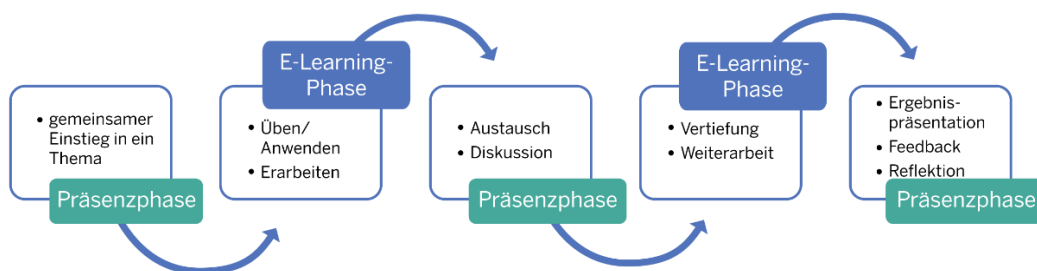 • gemeinsamer
Einstieg in ein
Thema
Präsenzphase
E-Learning-
Phase
• Üben/
Anwenden
• Erarbeiten
• Austausch
• Diskussion
Präsenzphase
E-Learning-
Phase
• Vertiefung
• Weiterarbeit
• Ergebnis-
präsentation
• Feedback
• Reflektion
Präsenzphase